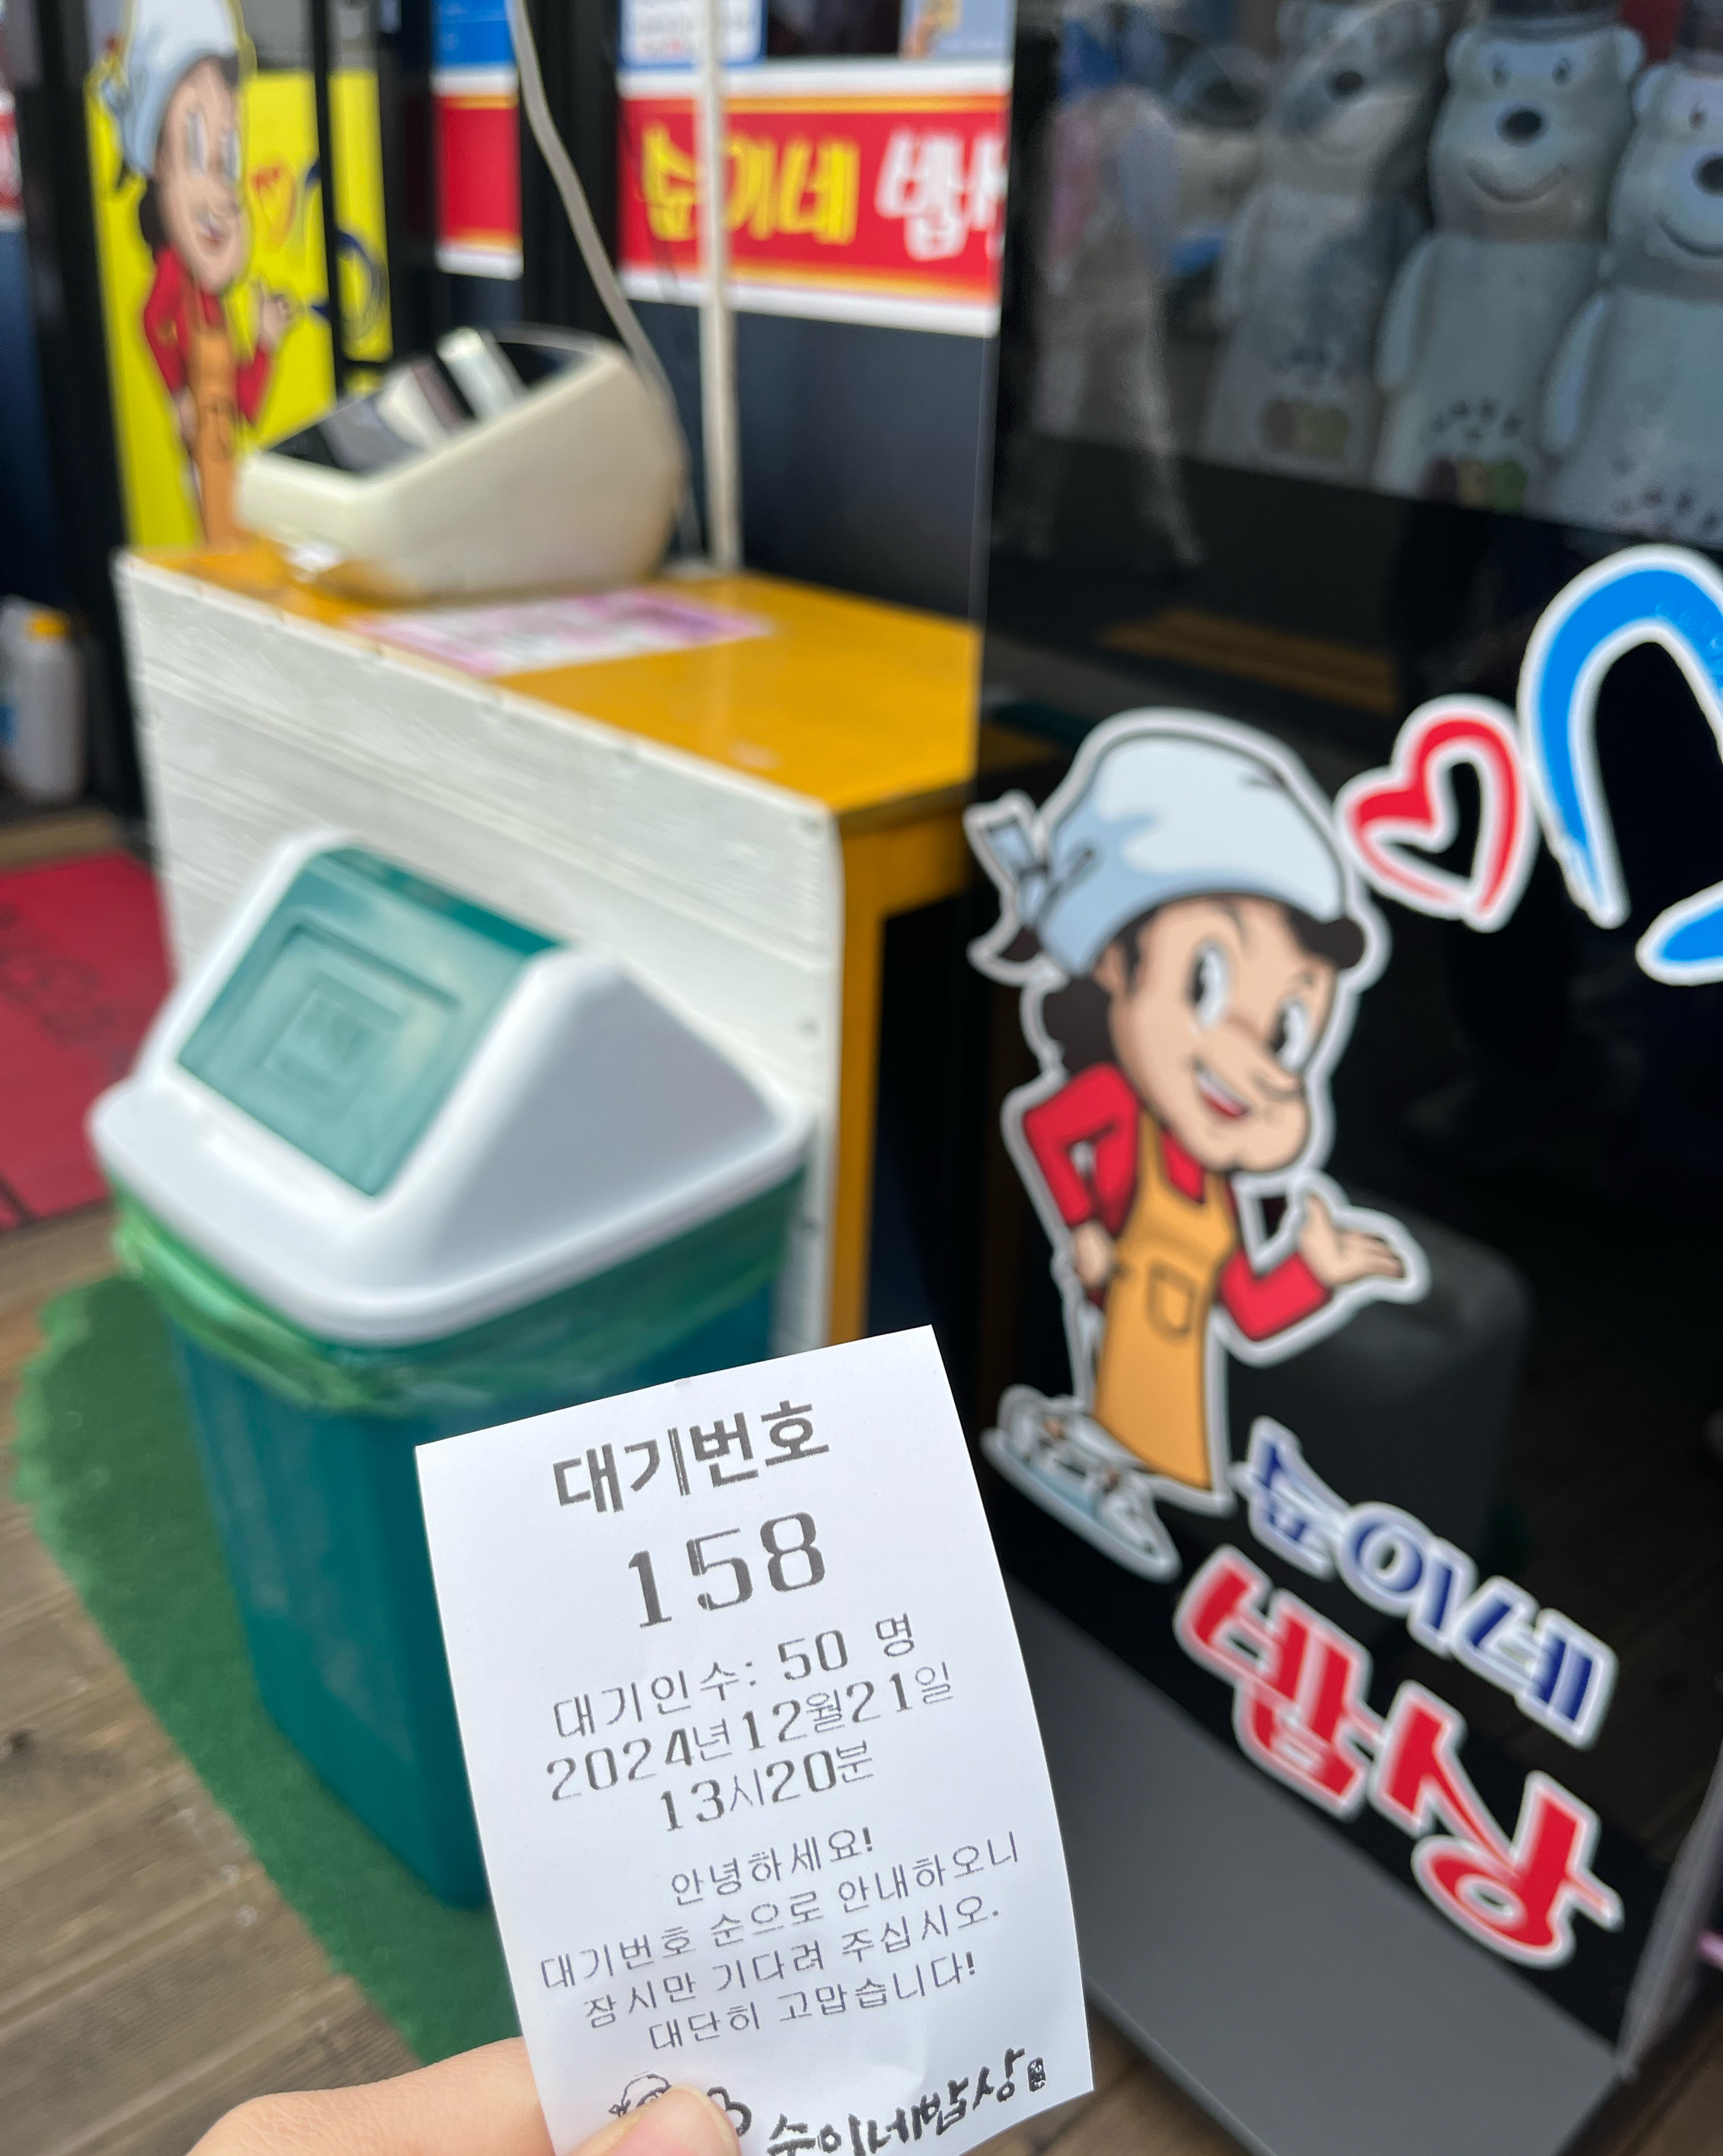 순이네 밥상
순이네
밥상
대기번호
158
대기인수: 50 명
2024년12월21일
13시20분
안녕하세요!
대기번호 순으로 안내하오니
잠시만 기다려 주십시오.
대단히 고맙습니다!
순이네밥상